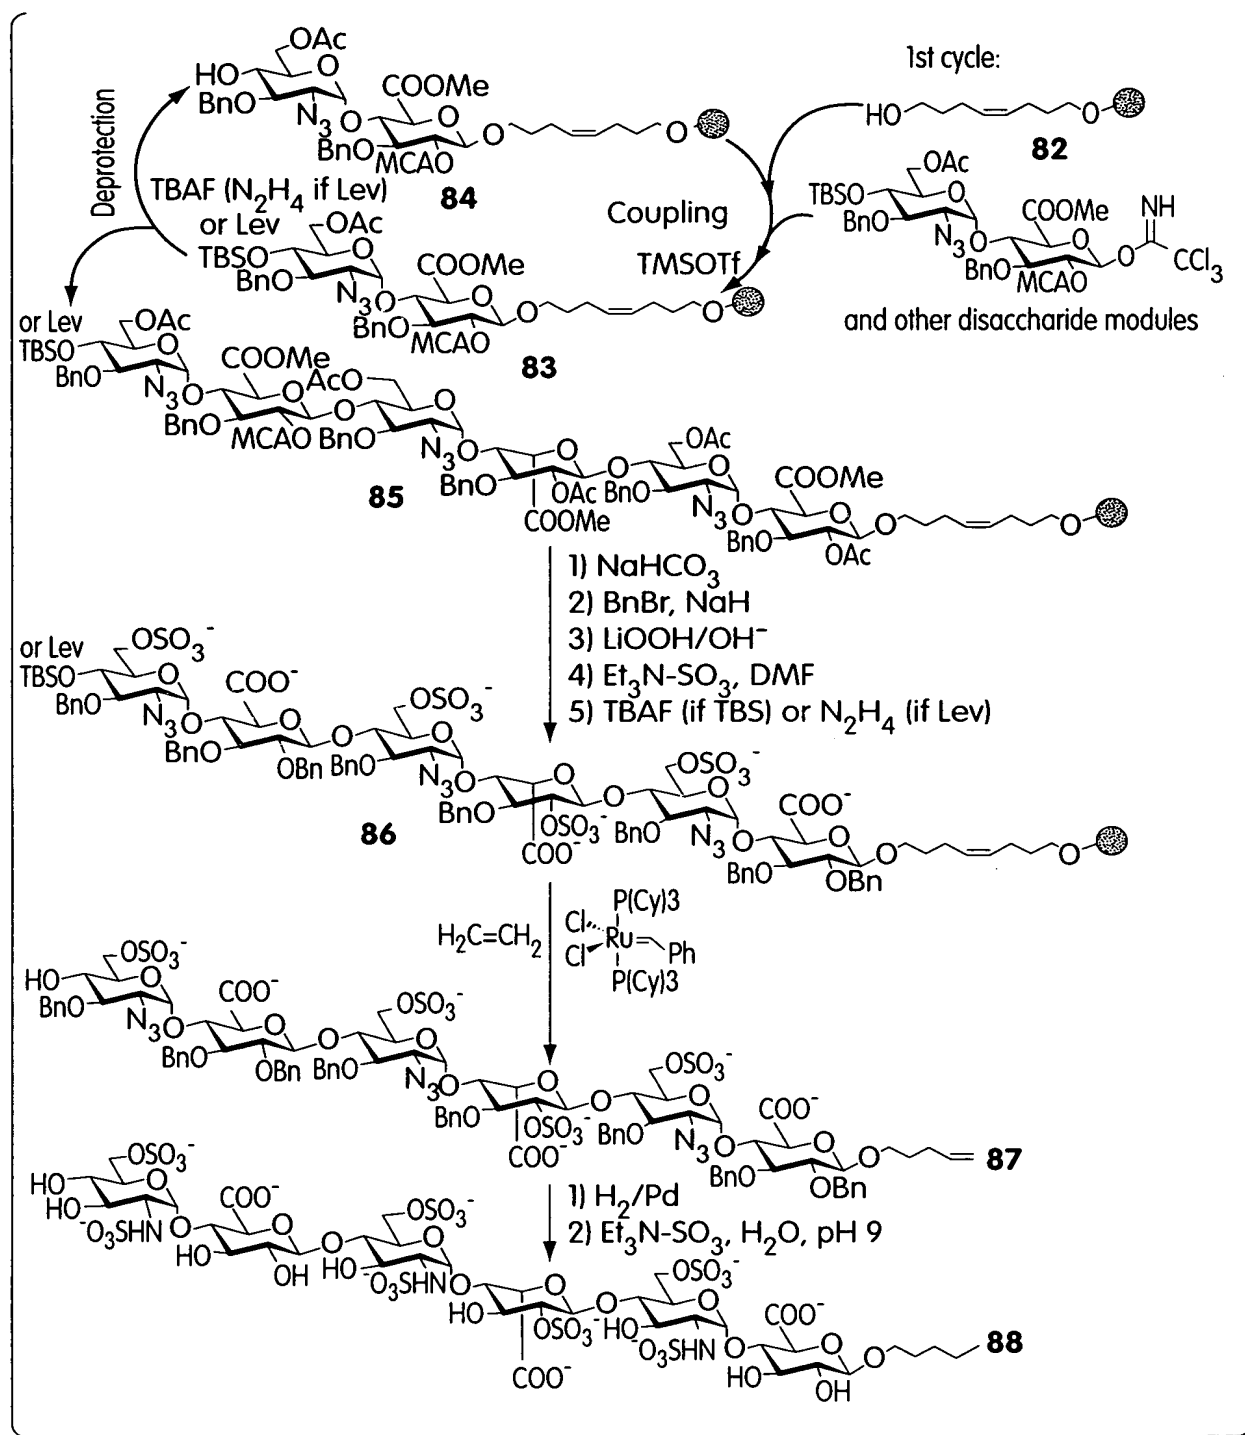 1st cycle:
OAc
HO
O
COOMe
BnO
N3
O
O
BnO
MCAO
O
O
HO
O
82
84
Deprotection
TBAF (N2H4 if Lev)
or Lev
Coupling
TMSOTf
OAc
TBSO
O
COOMe
BnO
N3
O
O
BnO
MCAO
O
NH
CCl3
and other disaccharide modules
OAc
TBSO
O
COOMe
BnO
N3
O
O
BnO
MCAO
O
O
83
or Lev
OAc
TBSO
O
COOMe
BnO
N3
O
O
AcO
BnO
MCAO
O
O
BnO
N3
O
O
OAc
BnO
OAc
COOMe
O
O
BnO
N3
COOMe
O
O
BnO
OAc
O
O
85
1) NaHCO3
2) BnBr, NaH
3) LiOOH/OH-
4) Et3N-SO3, DMF
5) TBAF (if TBS) or N2H4 (if Lev)
or Lev
OSO3-
TBSO
O
COO-
BnO
N3
O
O
BnO
OBn
O
OSO3-
O
BnO
N3
O
O
BnO
OSO3-
COO-
O
OSO3-
O
BnO
N3
COO-
O
O
BnO
OBn
O
O
86
H2C=CH2
P(Cy)3
Cl
Ru
Cl
Ph
P(Cy)3
OSO3-
HO
O
COO-
BnO
N3
O
O
BnO
OBn
O
OSO3-
O
BnO
N3
O
O
BnO
OSO3-
COO-
O
OSO3-
O
BnO
N3
COO-
O
O
BnO
OBn
O
87
1) H2/Pd
2) Et3N-SO3, H2O, pH 9
OSO3-
HO
O
HO
-O3SHN
COO-
O
O
HO
OH
O
OSO3-
O
HO
-O3SHN
O
O
HO
OSO3-
COO-
O
OSO3-
O
HO
-O3SHN
COO-
O
O
HO
OH
O
88